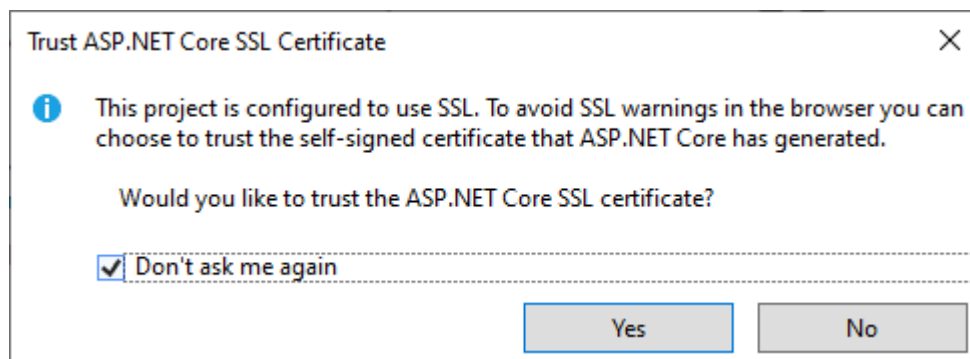 Trust ASP.NET Core SSL Certificate
This project is configured to use SSL. To avoid SSL warnings in the browser you can
choose to trust the self-signed certificate that ASP.NET Core has generated.
Would you like to trust the ASP.NET Core SSL certificate?
Don't ask me again
Yes No